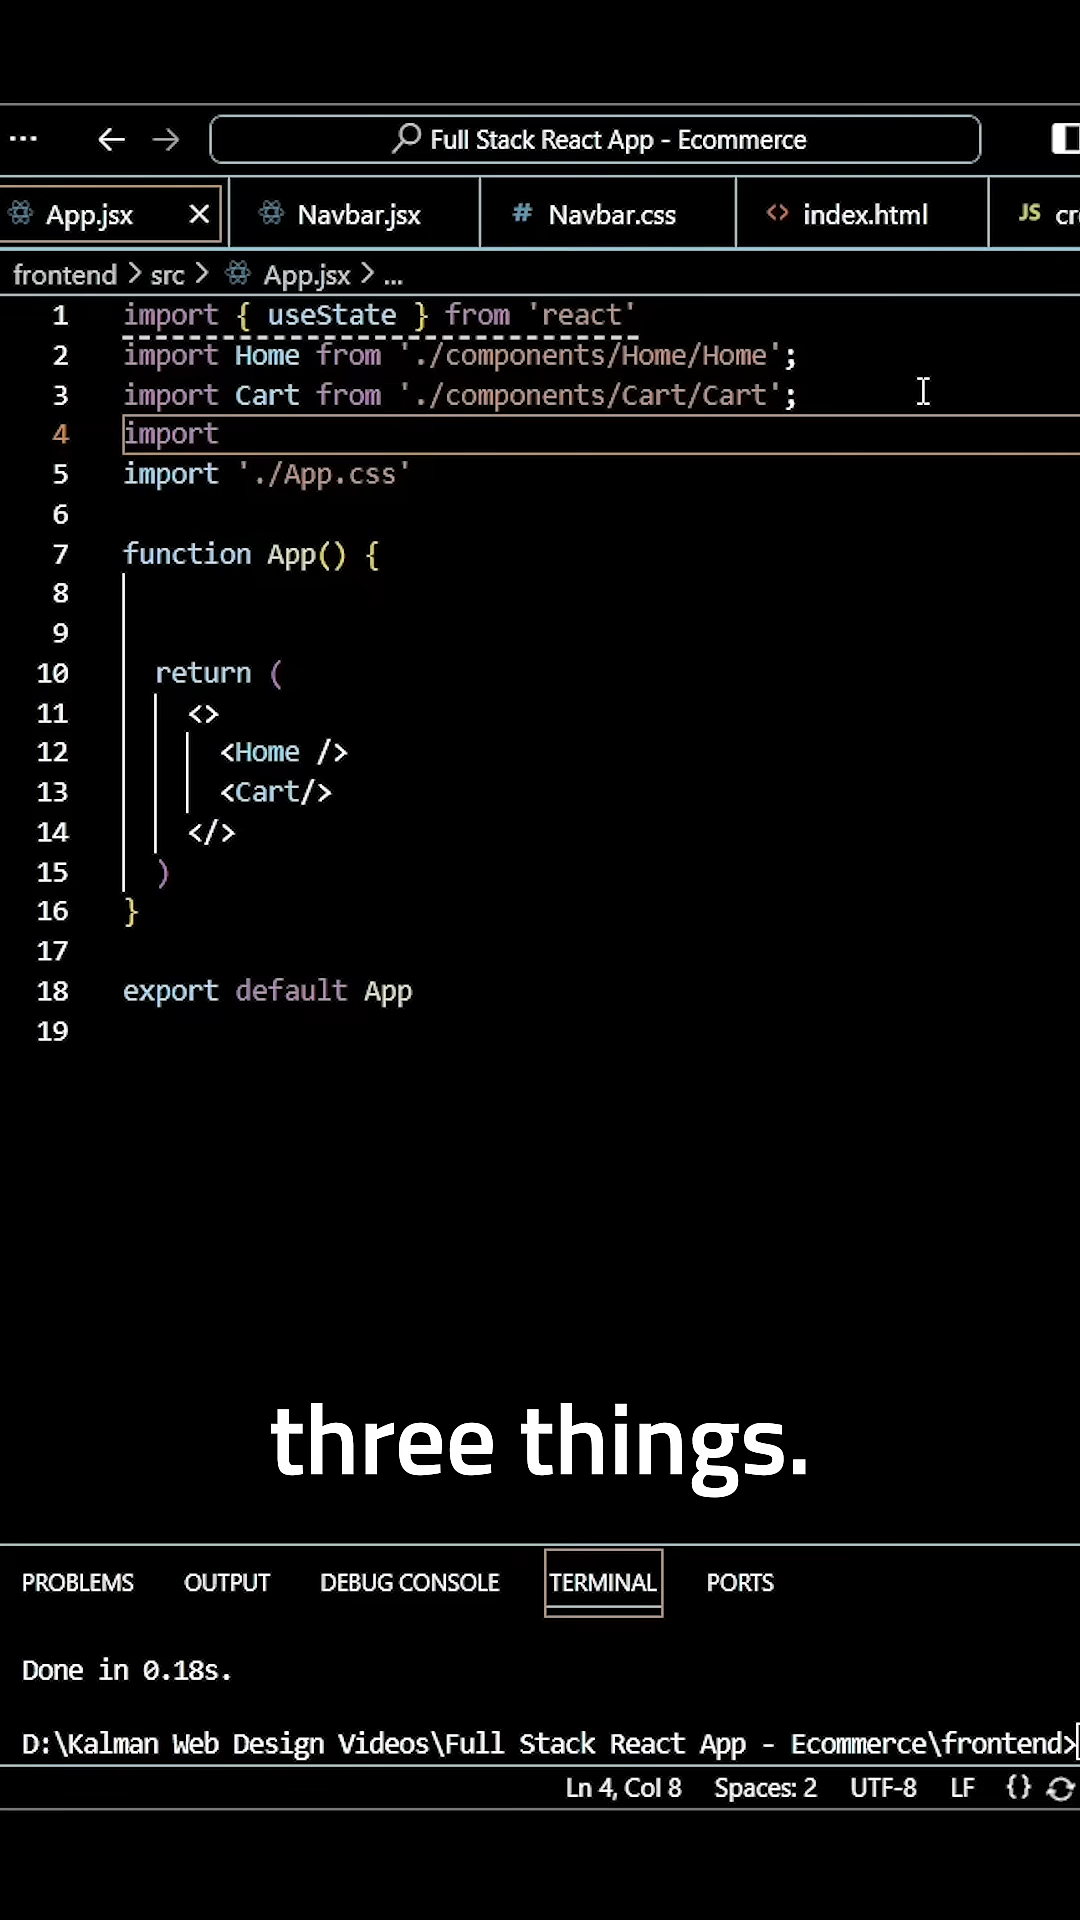 ... ← → Full Stack React App - Ecommerce
App.jsx × Navbar.jsx # Navbar.css <> index.html JS
frontend > src > App.jsx > ...
1 import { useState } from 'react'
2 import Home from './components/Home/Home';
3 import Cart from './components/Cart/Cart';
4 import
5 import './App.css'
6
7 function App() {
8
9
10 return (
11 <>
12 <Home />
13 <Cart/>
14 </>
15 )
16 }
17
18 export default App
19
three things.
PROBLEMS OUTPUT DEBUG CONSOLE TERMINAL PORTS
Done in 0.18s.
D:\Kalman Web Design Videos\Full Stack React App - Ecommerce\frontend>
Ln 4, Col 8 Spaces: 2 UTF-8 LF {}